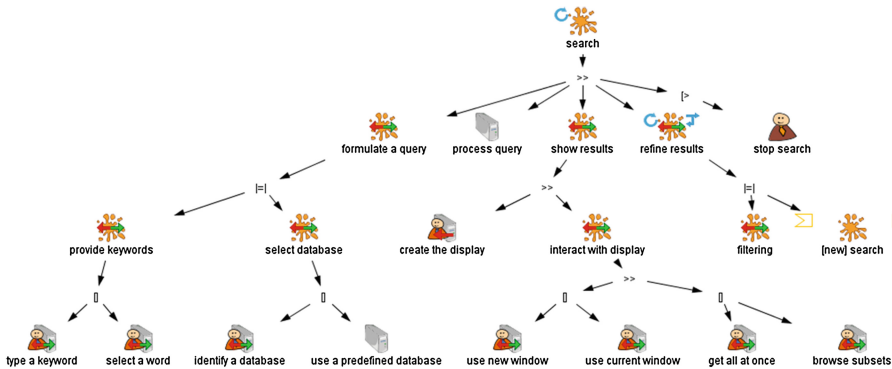 search
>>
[>
formulate a query process query show results refine results stop search
|=| >> |=|
provide keywords select database create the display interact with display filtering [new] search
>>
[] [] [] []
type a keyword select a word identify a database use a predefined database use new window use current window get all at once browse subsets